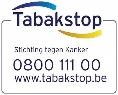 Tabakstop
Stichting tegen Kanker
0800 111 00
www.tabakstop.be